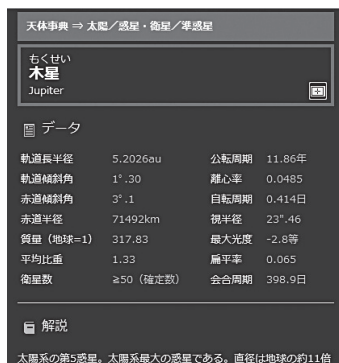 天体事典 ⇒ 太陽／惑星・衛星／準惑星
もくせい
木星
Jupiter
データ
軌道長半径 5.2026au 公転周期 11.86年
軌道傾斜角 1°.30 離心率 0.0485
赤道傾斜角 3°.1 自転周期 0.414日
赤道半径 71492km 視半径 23".46
質量（地球=1） 317.83 最大光度 -2.8等
平均比重 1.33 扁平率 0.065
衛星数 ≧50（確定数） 会合周期 398.9日
解説
太陽系の第5惑星。太陽系最大の惑星である。直径は地球の約11倍